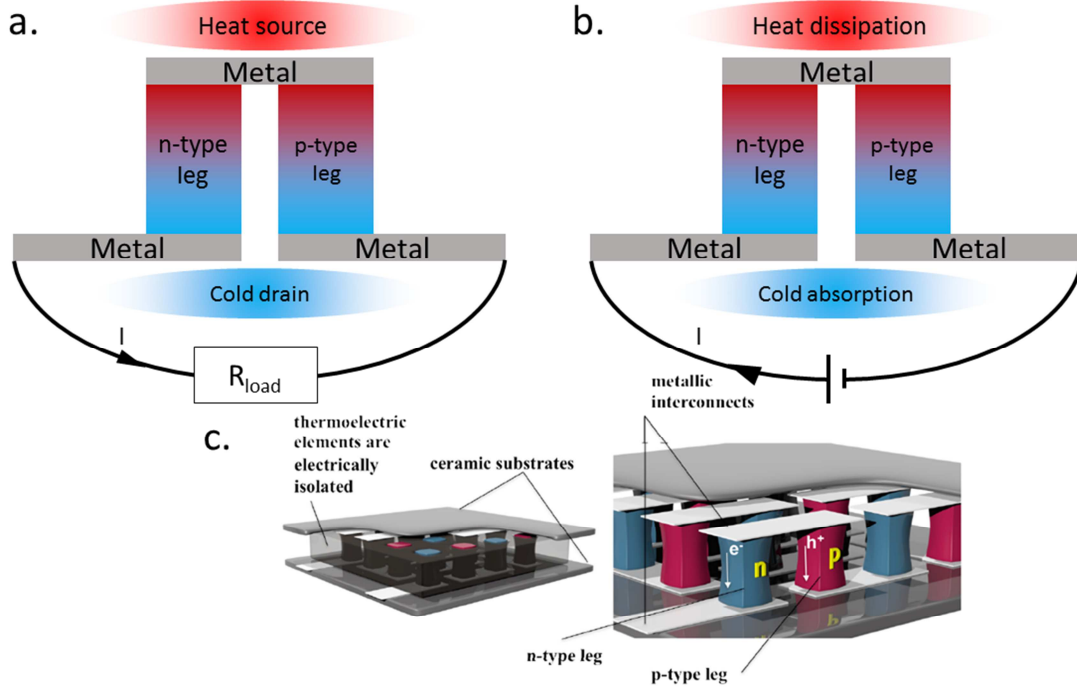 a.
Heat source
Metal
n-type
leg
p-type
leg
Metal
Metal
Cold drain
I
Rload
b.
Heat dissipation
Metal
n-type
leg
p-type
leg
Metal
Metal
Cold absorption
I
c.
thermoelectric
elements are
electrically
isolated
ceramic substrates
metallic
interconnects
e-
n
h+
p
n-type leg
p-type leg